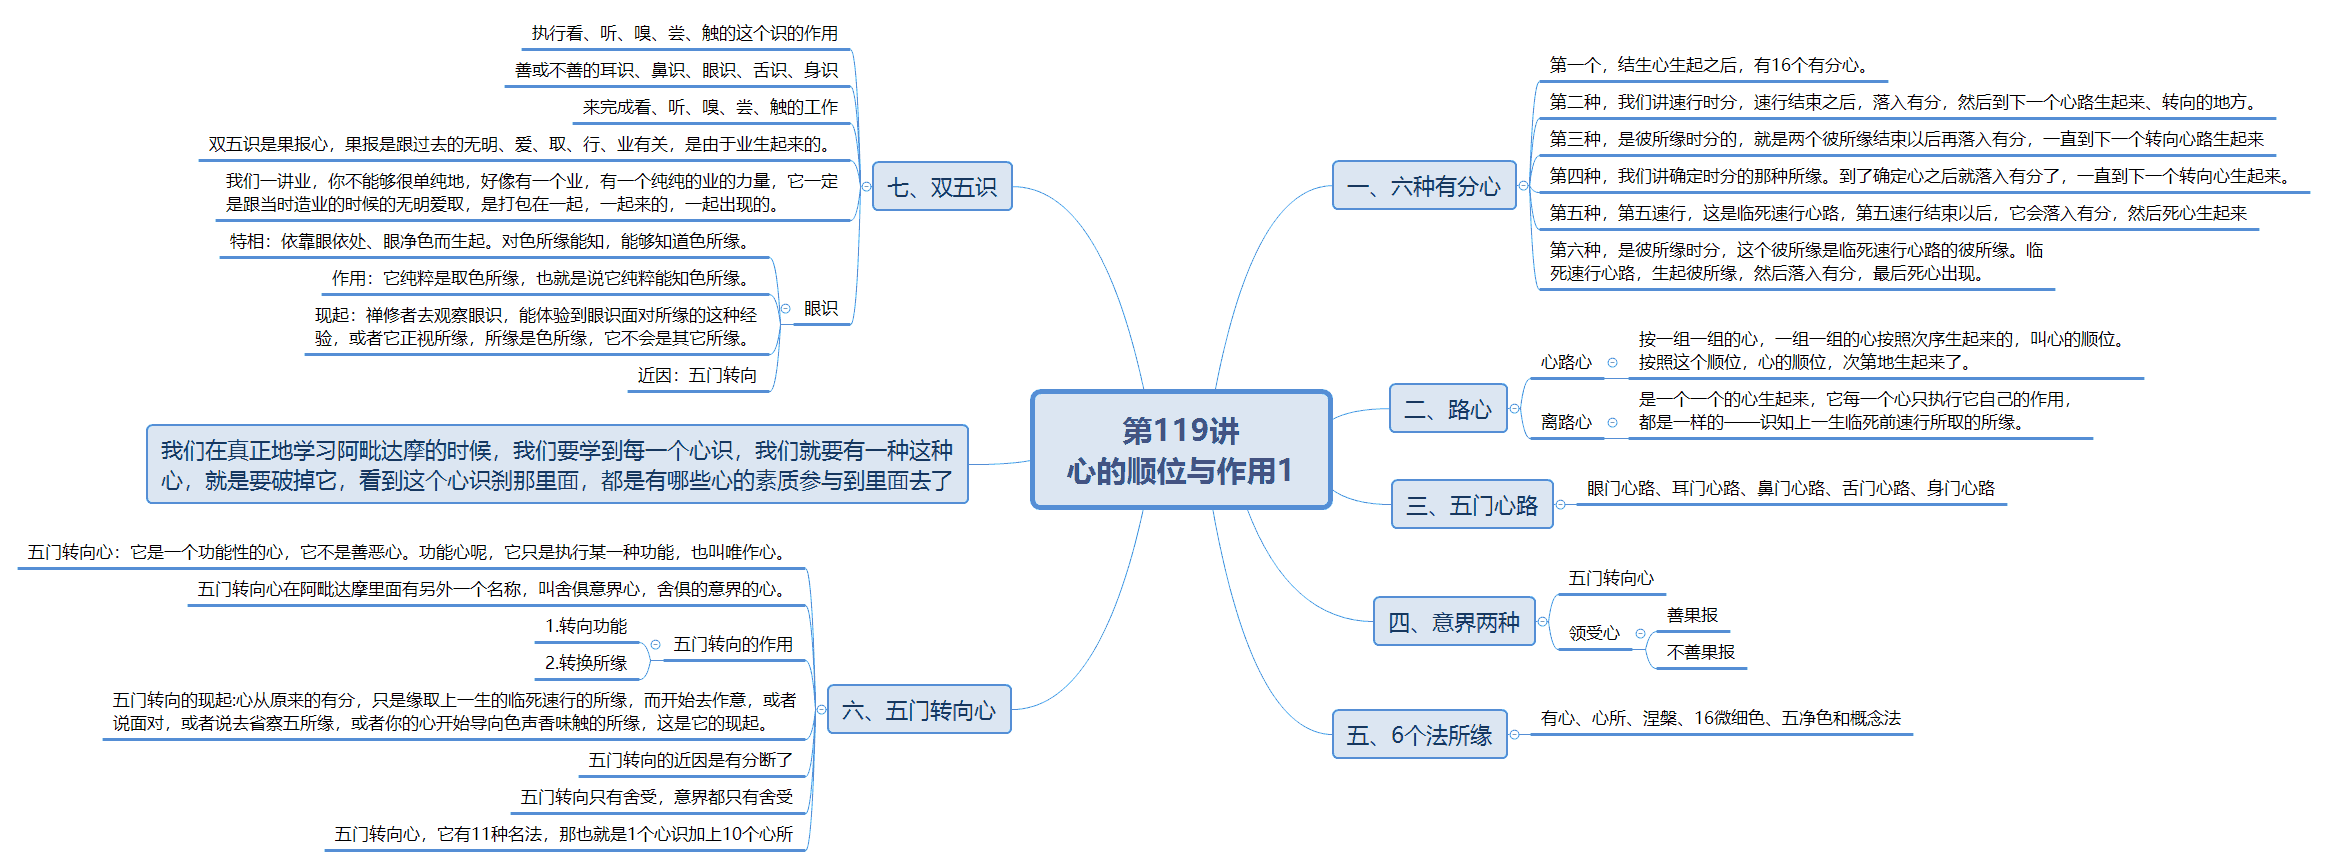 第119讲
心的顺位与作用1
一、六种有分心
第一个，结生心生起之后，有16个有分心。
第二种，我们讲速行时分，速行结束之后，落入有分，然后到下一个心路生起来、转向的地方。
第三种，是彼所缘时分的，就是两个彼所缘结束以后再落入有分，一直到下一个转向心路生起来
第四种，我们讲确定时分的那种所缘。到了确定心之后就落入有分了，一直到下一个转向心生起来。
第五种，第五速行，这是临死速行心路，第五速行结束以后，它会落入有分，然后死心生起来
第六种，是彼所缘时分，这个彼所缘是临死速行心路的彼所缘。临
死速行心路，生起彼所缘，然后落入有分，最后死心出现。
二、路心
心路心
按一组一组的心，一组一组的心按照次序生起来的，叫心的顺位。
按照这个顺位，心的顺位，次第地生起来了。
离路心
是一个一个的心生起来，它每一个心只执行它自己的作用，
都是一样的——识知上一生临死前速行所取的所缘。
三、五门心路
眼门心路、耳门心路、鼻门心路、舌门心路、身门心路
四、意界两种
五门转向心
领受心
善果报
不善果报
五、6个法所缘
有心、心所、涅槃、16微细色、五净色和概念法
六、五门转向心
五门转向心：它是一个功能性的心，它不是善恶心。功能心呢，它只是执行某一种功能，也叫唯作心。
五门转向心在阿毗达摩里面有另外一个名称，叫舍俱意界心，舍俱的意界的心。
五门转向的作用
1.转向功能
2.转换所缘
五门转向的现起:心从原来的有分，只是缘取上一生的临死速行的所缘，而开始去作意，或者
说面对，或者说去省察五所缘，或者你的心开始导向色声香味触的所缘，这是它的现起。
五门转向的近因是有分断了
五门转向只有舍受，意界都只有舍受
五门转向心，它有11种名法，那也就是1个心识加上10个心所
我们在真正地学习阿毗达摩的时候，我们要学到每一个心识，我们就要有一种这种
心，就是要破掉它，看到这个心识刹那里面，都是有哪些心的素质参与到里面去了
七、双五识
执行看、听、嗅、尝、触的这个识的作用
善或不善的耳识、鼻识、眼识、舌识、身识
来完成看、听、嗅、尝、触的工作
双五识是果报心，果报是跟过去的无明、爱、取、行、业有关，是由于业生起来的。
我们一讲业，你不能够很单纯地，好像有一个业，有一个纯纯的业的力量，它一定
是跟当时造业的时候的无明爱取，是打包在一起，一起来的，一起出现的。
眼识
特相：依靠眼依处、眼净色而生起。对色所缘能知，能够知道色所缘。
作用：它纯粹是取色所缘，也就是说它纯粹能知色所缘。
现起：禅修者去观察眼识，能体验到眼识面对所缘的这种经
验，或者它正视所缘，所缘是色所缘，它不会是其它所缘。
近因：五门转向